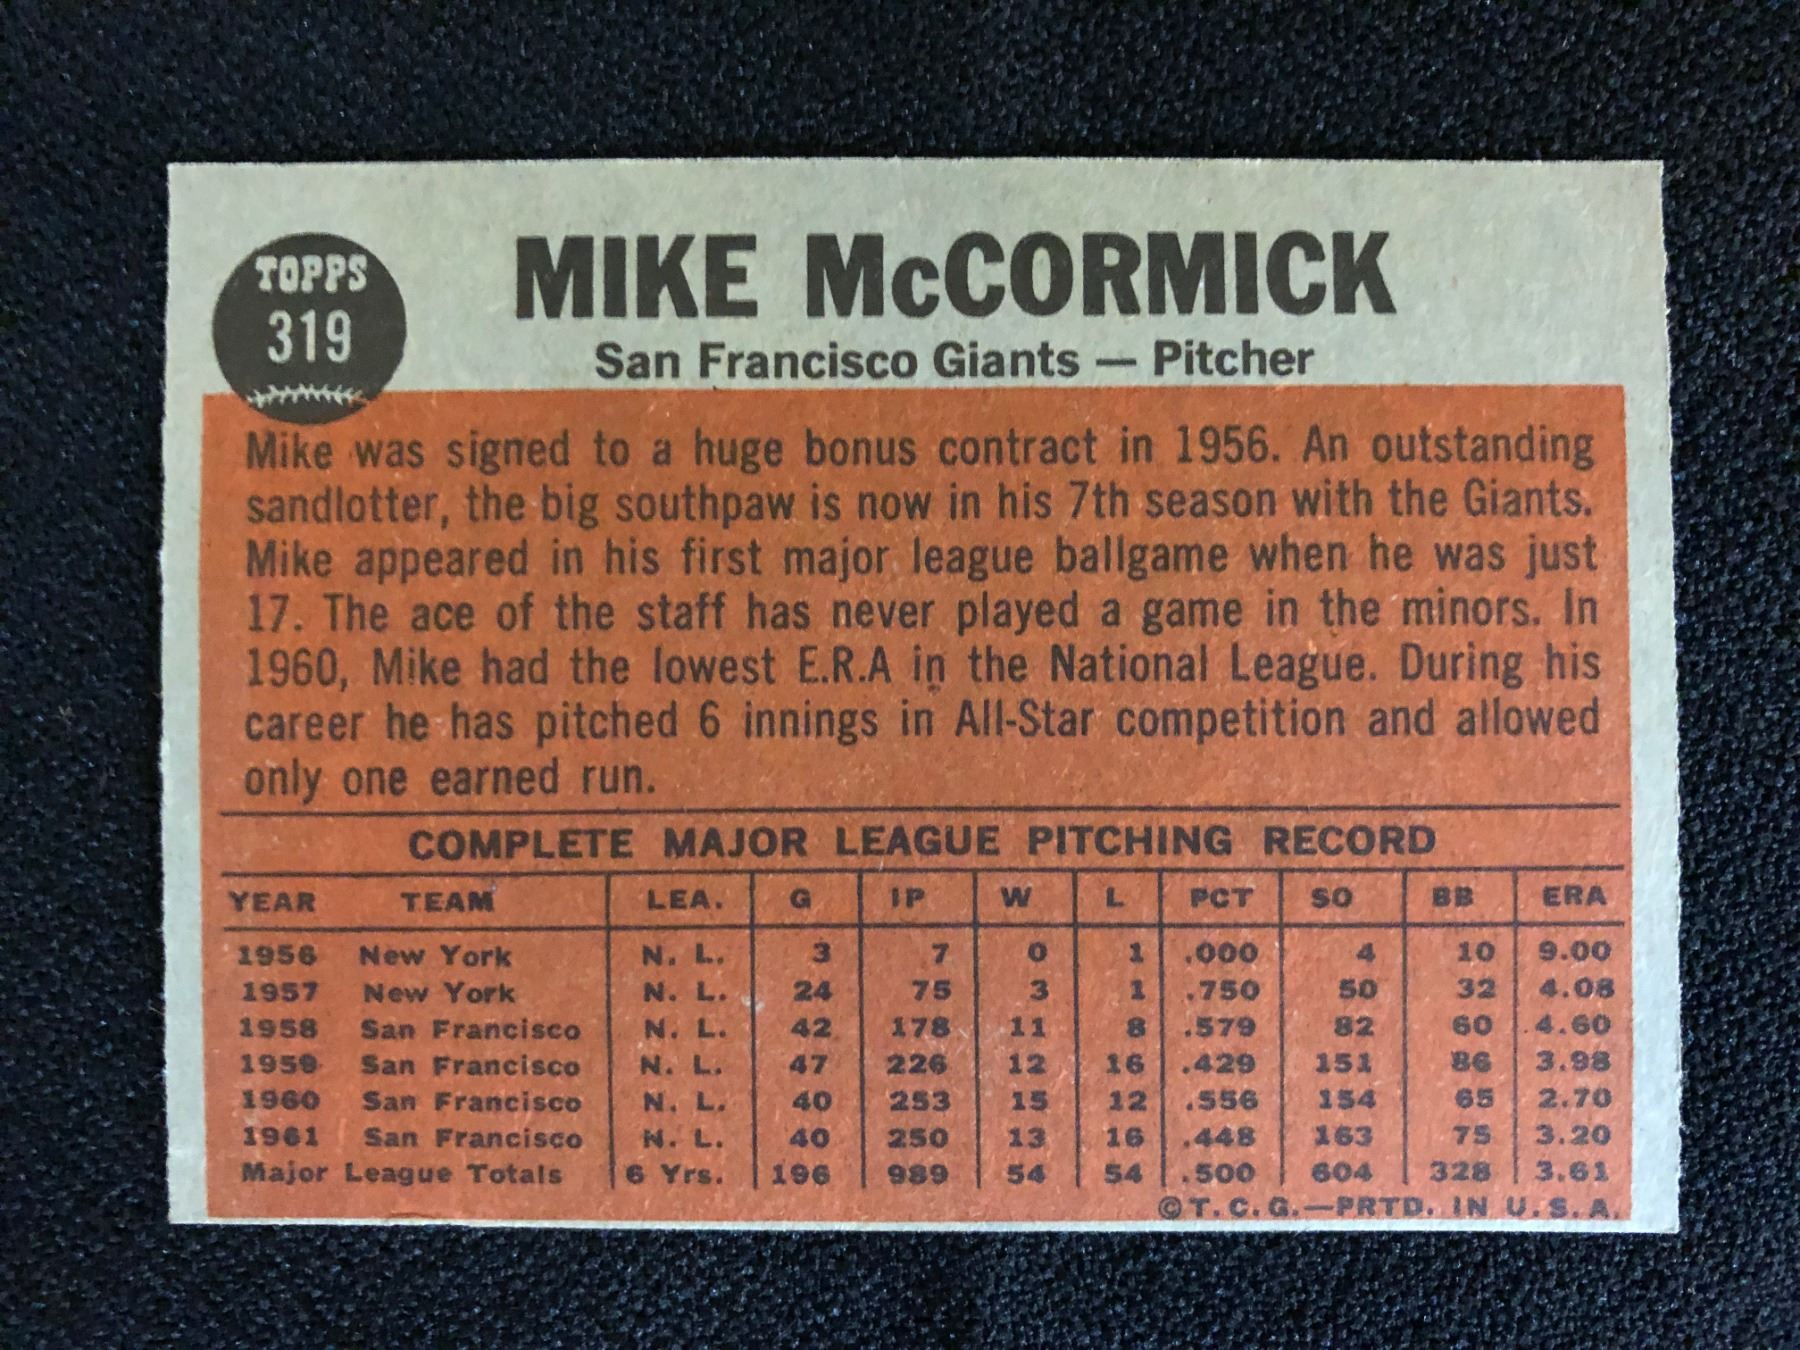 TOPPS
319
MIKE McCORMICK
San Francisco Giants — Pitcher
Mike was signed to a huge bonus contract in 1956. An outstanding
sandlotter, the big southpaw is now in his 7th season with the Giants.
Mike appeared in his first major league ballgame when he was just
17. The ace of the staff has never played a game in the minors. In
1960, Mike had the lowest E.R.A in the National League. During his
career he has pitched 6 innings in All-Star competition and allowed
only one earned run.
COMPLETE MAJOR LEAGUE PITCHING RECORD
YEAR TEAM LEA. G IP W L PCT SO BB ERA
1956 New York N. L. 3 7 0 1 .000 4 10 9.00
1957 New York N. L. 24 75 3 1 .750 50 32 4.08
1958 San Francisco N. L. 42 178 11 8 .579 82 60 4.60
1959 San Francisco N. L. 47 226 12 16 .429 151 86 3.98
1960 San Francisco N. L. 40 253 15 12 .556 154 65 2.70
1961 San Francisco N. L. 40 250 13 16 .448 163 75 3.20
Major League Totals 6 Yrs. 196 989 54 54 .500 604 328 3.61
©T.C.G.—PRTD. IN U.S.A.